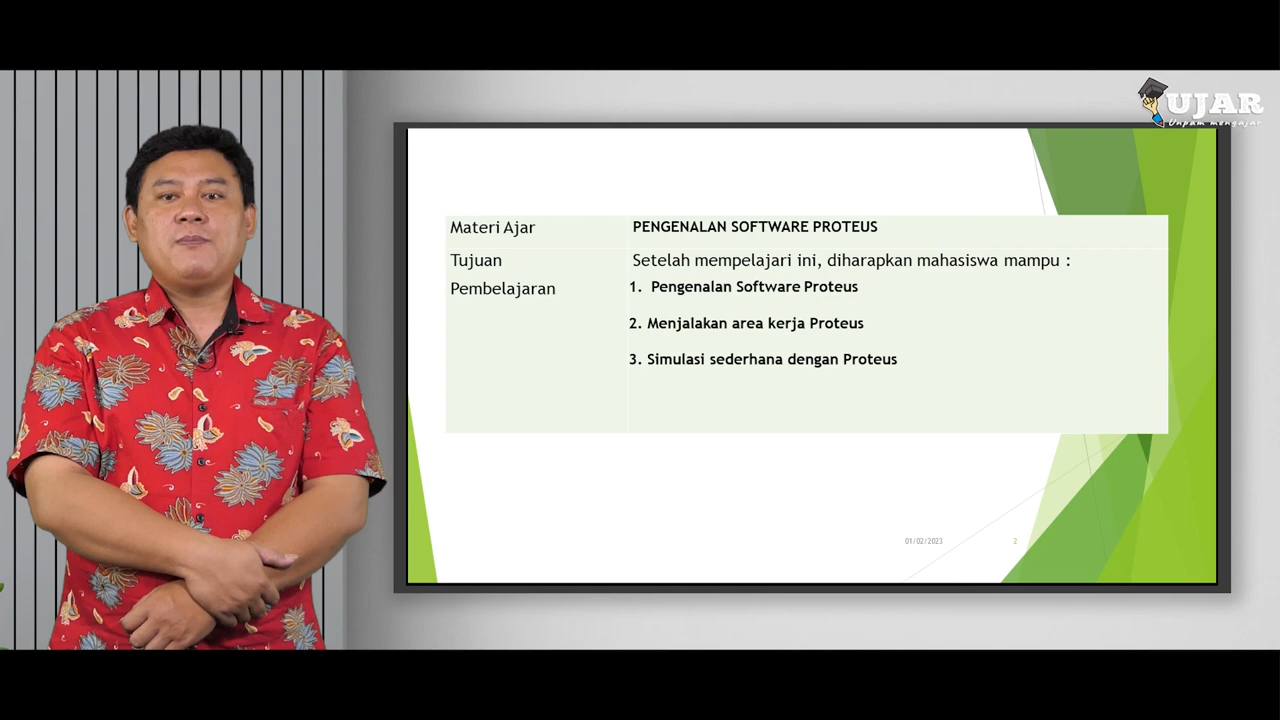 UJAR
Unpam mengajar
Materi Ajar
PENGENALAN SOFTWARE PROTEUS
Tujuan
Pembelajaran
Setelah mempelajari ini, diharapkan mahasiswa mampu :
1. Pengenalan Software Proteus
2. Menjalakan area kerja Proteus
3. Simulasi sederhana dengan Proteus
01/02/2023
2